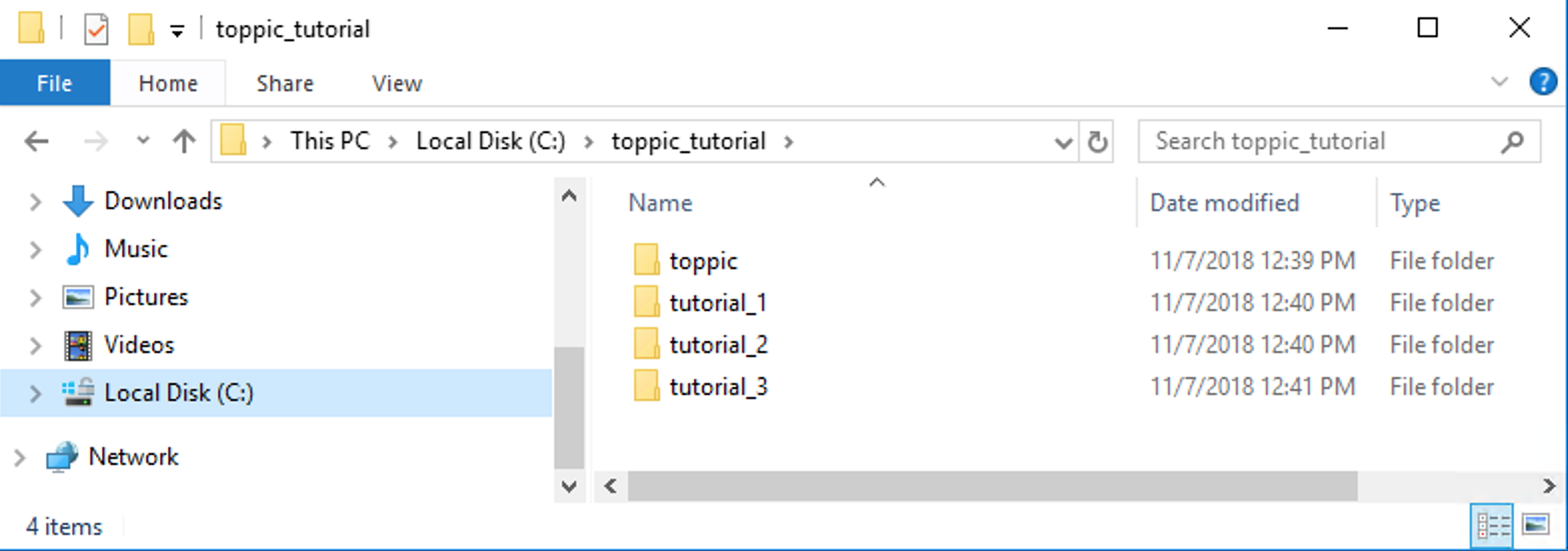 toppic_tutorial
File Home Share View
This PC Local Disk (C:) toppic_tutorial Search toppic_tutorial
Downloads
Music
Pictures
Videos
Local Disk (C:)
Network
Name Date modified Type
toppic 11/7/2018 12:39 PM File folder
tutorial_1 11/7/2018 12:40 PM File folder
tutorial_2 11/7/2018 12:40 PM File folder
tutorial_3 11/7/2018 12:41 PM File folder
4 items